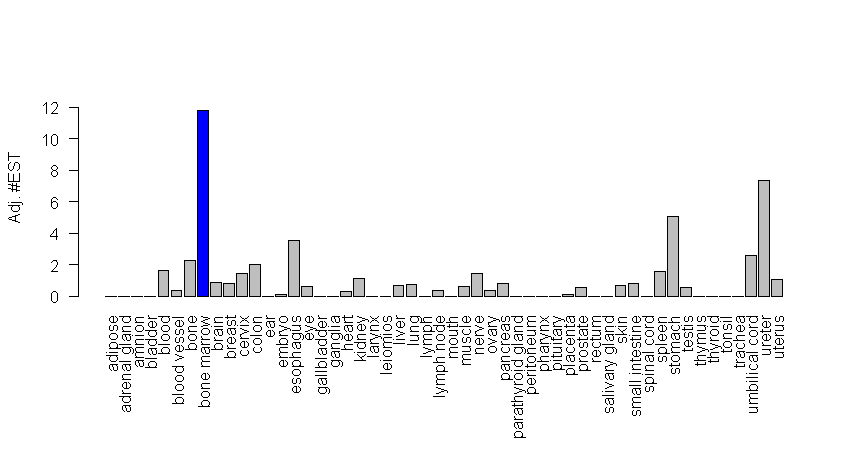 Adj. #EST
12
10
8
6
4
2
0
adipose
adrenal gland
amnion
bladder
blood
blood vessel
bone
bone marrow
brain
breast
cervix
colon
ear
embryo
esophagus
eye
gallbladder
ganglia
heart
kidney
larynx
leiomios
liver
lung
lymph
lymph node
mouth
muscle
nerve
ovary
pancreas
parathyroid gland
peritoneum
pharynx
pituitary
placenta
prostate
rectum
salivary gland
skin
small intestine
spinal cord
spleen
stomach
testis
thymus
thyroid
tonsil
trachea
umbilical cord
ureter
uterus